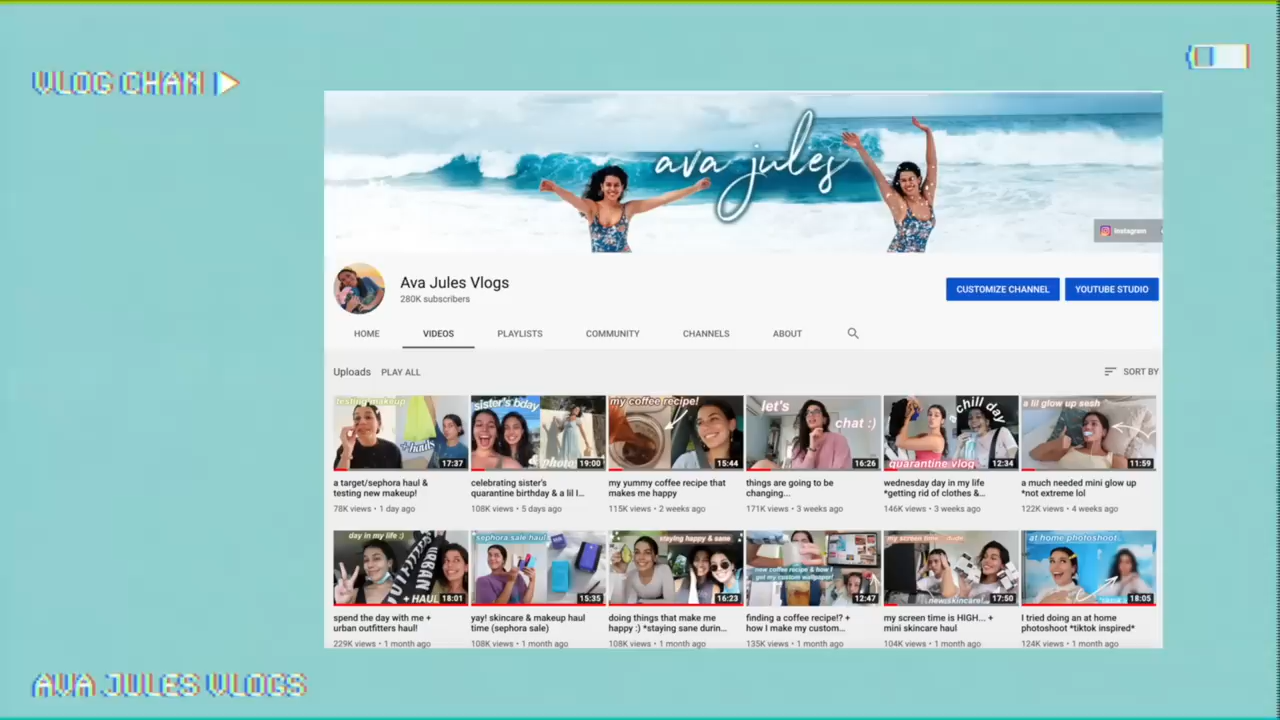 VLOG CHAN
ava jules
Instagram
Ava Jules Vlogs
280K subscribers
CUSTOMIZE CHANNEL
YOUTUBE STUDIO
HOME
VIDEOS
PLAYLISTS
COMMUNITY
CHANNELS
ABOUT
Uploads
PLAY ALL
SORT BY
testing makeup
+hauls
17:37
sister's bday
& photo
19:00
my coffee recipe!
15:44
let's
chat :)
16:26
a chill day
quarantine vlog
12:34
a lil glow up sesh
11:59
a target/sephora haul &
testing new makeup!
78K views • 1 day ago
celebrating sister's
quarantine birthday & a lil l...
108K views • 5 days ago
my yummy coffee recipe that
makes me happy
115K views • 2 weeks ago
things are going to be
changing...
171K views • 3 weeks ago
wednesday day in my life
*getting rid of clothes &...
146K views • 3 weeks ago
a much needed mini glow up
*not extreme lol
122K views • 4 weeks ago
day in my life :)
+ HAUL
18:01
sephora sale haul
15:35
staying happy & sane
16:23
new coffee recipe & how I
got my custom wallpaper!
12:47
my screen time
new skincare!
17:50
at home photoshoot
18:05
spend the day with me +
urban outfitters haul!
229K views • 1 month ago
yay! skincare & makeup haul
time (sephora sale)
108K views • 1 month ago
doing things that make me
happy :) *staying sane durin...
108K views • 1 month ago
finding a coffee recipe!? +
how I make my custom...
135K views • 1 month ago
my screen time is HIGH... +
mini skincare haul
104K views • 1 month ago
I tried doing an at home
photoshoot *tiktok inspired*
124K views • 1 month ago
AVA JULES VLOGS